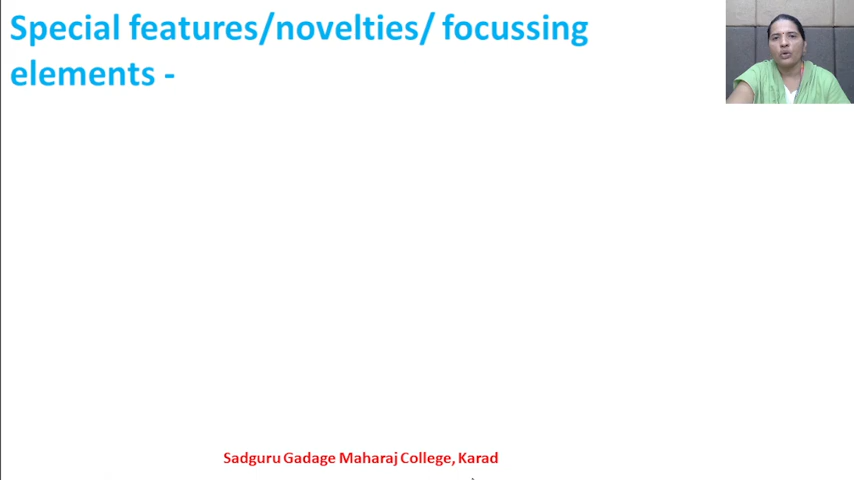 Special features/novelties/ focussing
elements -
Sadguru Gadage Maharaj College, Karad